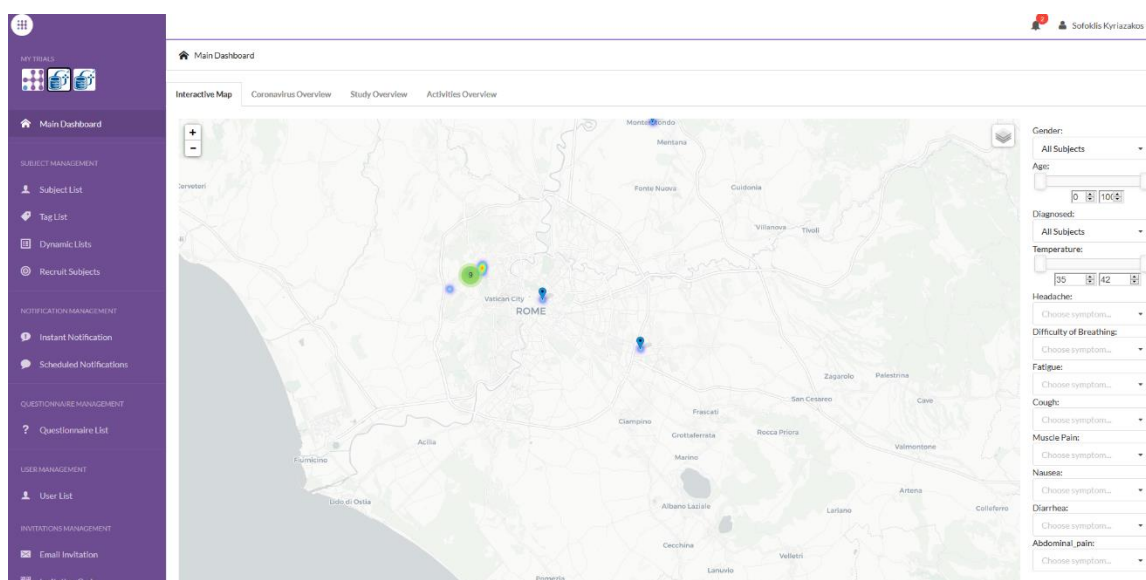 2
Sofoklis Kyriazakos
MY TRIALS
Main Dashboard
SUBJECT MANAGEMENT
Subject List
Tag List
Dynamic Lists
Recruit Subjects
NOTIFICATION MANAGEMENT
Instant Notification
Scheduled Notifications
QUESTIONNAIRE MANAGEMENT
? Questionnaire List
USER MANAGEMENT
User List
INVITATIONS MANAGEMENT
Email Invitation
Main Dashboard
Interactive Map Coronavirus Overview Study Overview Activities Overview
+
−
Monterotondo
Mentana
Cerveteri
Fonte Nuova
Guidonia
Villanova
Tivoli
9
Vatican City
ROME
Zagarolo
Palestrina
San Cesareo
Cave
Frascati
Ciampino
Grottaferrata
Rocca Priora
Acilia
Valmontone
Marino
Fiumicino
Artena
Lido di Ostia
Albano Laziale
Lariano
Colleferro
Cecchina
Velletri
Lanuvio
Pomezia
Gender:
All Subjects
Age:
0 100
Diagnosed:
All Subjects
Temperature:
35 42
Headache:
Choose symptom...
Difficulty of Breathing:
Choose symptom...
Fatigue:
Choose symptom...
Cough:
Choose symptom...
Muscle Pain:
Choose symptom...
Nausea:
Choose symptom...
Diarrhea:
Choose symptom...
Abdominal_pain:
Choose symptom...